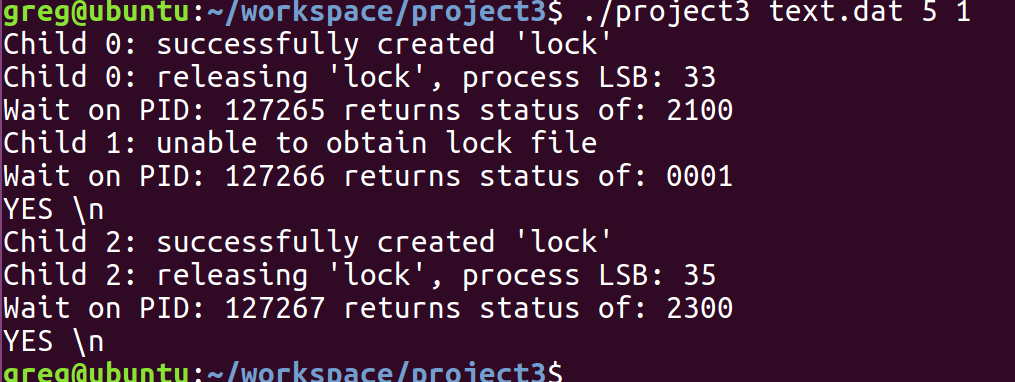 greg@ubuntu:~/workspace/project3$ ./project3 text.dat 5 1
Child 0: successfully created 'lock'
Child 0: releasing 'lock', process LSB: 33
Wait on PID: 127265 returns status of: 2100
Child 1: unable to obtain lock file
Wait on PID: 127266 returns status of: 0001
YES \n
Child 2: successfully created 'lock'
Child 2: releasing 'lock', process LSB: 35
Wait on PID: 127267 returns status of: 2300
YES \n
greg@ubuntu:~/workspace/project3$